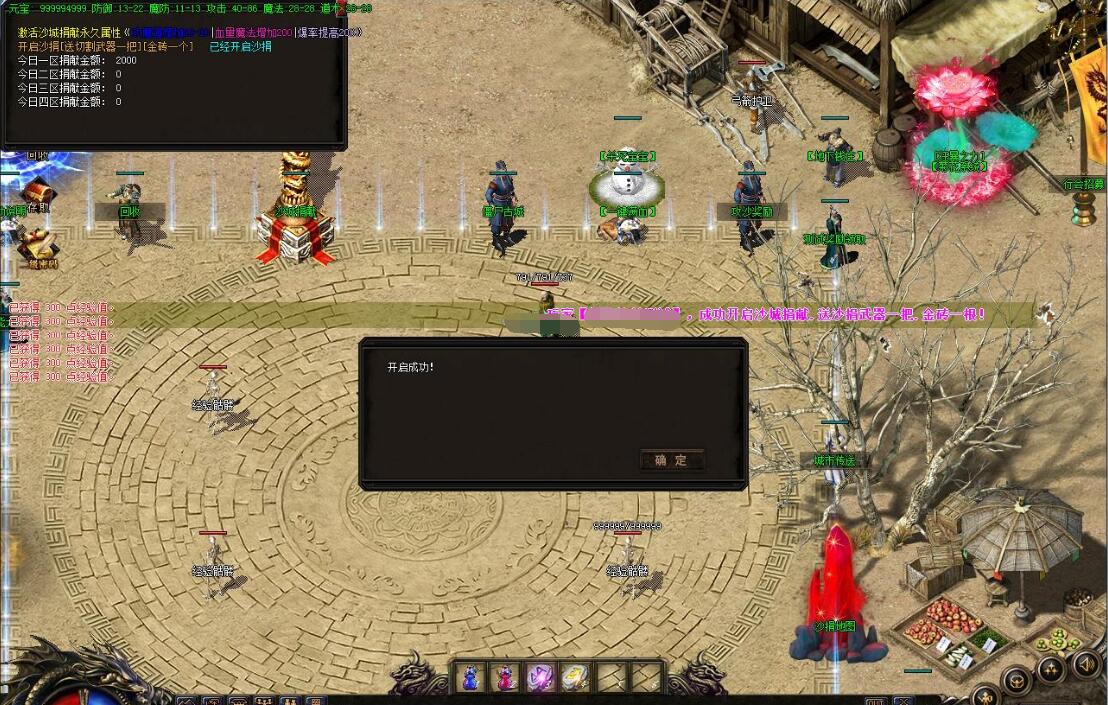 元宝 999994999 防御:13-22 魔防:11-13 攻击:40-86 魔法:28-28 道术:28-28
激活沙城捐献永久属性《
|血量魔法增加200|爆率提高200》
开启沙捐[送切割武器一把][金砖一个] 已经开启沙捐
今日一区捐献金额: 2000
今日二区捐献金额: 0
今日三区捐献金额: 0
今日四区捐献金额: 0
回收
弓箭护卫
【地下钱庄】
行会招募
存取
回收
沙城捐献
僵尸古城
【一键满血】
攻沙奖励
已获得 300 点经验值。
已获得 300 点经验值。
已获得 300 点经验值。
已获得 300 点经验值。
已获得 300 点经验值。
已获得 300 点经验值。
玩家【
】, 成功开启沙城捐献,送沙捐武器一把,金砖一根!
开启成功!
确 定
经验骷髅
城市传送
999999/999999
经验骷髅
经验骷髅
沙捐地图